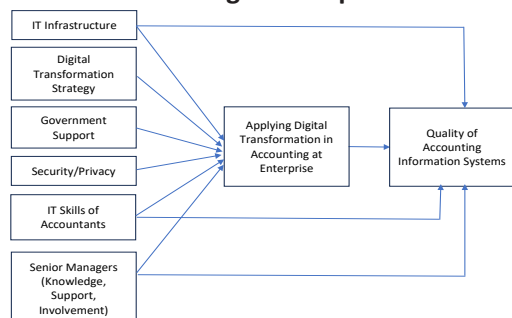 IT Infrastructure
Digital
Transformation
Strategy
Government
Support
Security/Privacy
IT Skills of
Accountants
Senior Managers
(Knowledge,
Support,
Involvement)
Applying Digital
Transformation in
Accounting at
Enterprise
Quality of
Accounting
Information Systems